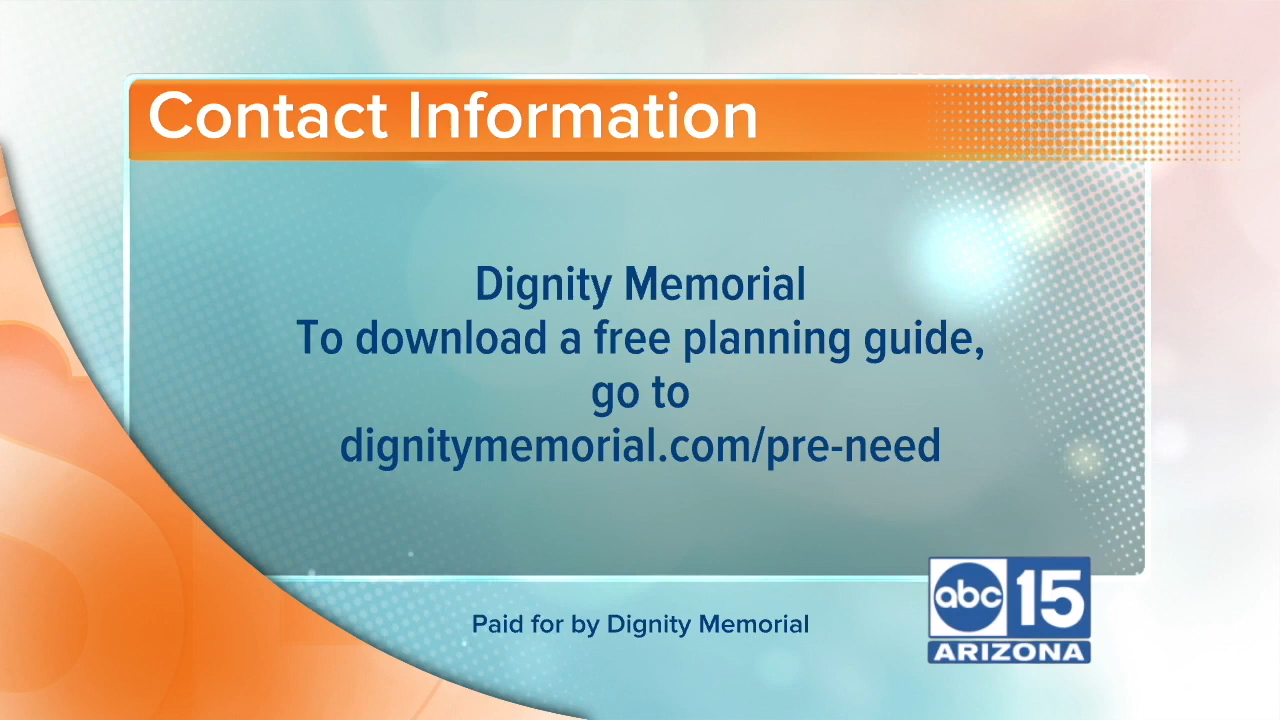 Contact Information
Dignity Memorial
To download a free planning guide,
go to
dignitymemorial.com/pre-need
Paid for by Dignity Memorial
abc 15
ARIZONA